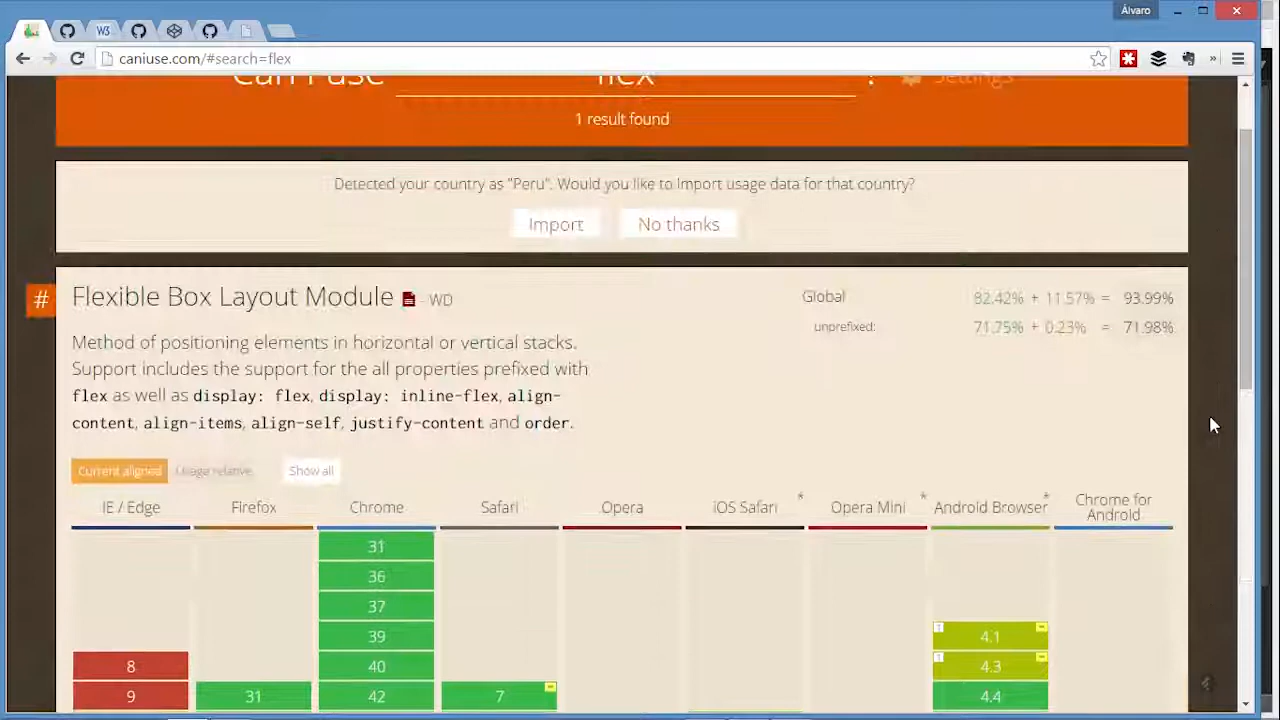 Álvaro
W3
caniuse.com/#search=flex
»
Can I use flex ? Settings
1 result found
Detected your country as "Peru". Would you like to import usage data for that country?
Import No thanks
# Flexible Box Layout Module - WD
Global 82.42% + 11.57% = 93.99%
unprefixed: 71.75% + 0.23% = 71.98%
Method of positioning elements in horizontal or vertical stacks.
Support includes the support for the all properties prefixed with
flex as well as display: flex, display: inline-flex, align-
content, align-items, align-self, justify-content and order.
Current aligned Usage relative Show all
IE / Edge Firefox Chrome Safari Opera iOS Safari * Opera Mini * Android Browser * Chrome for Android
31
36
37
39 1 4.1 -
8 40 1 4.3 -
9 31 42 7 - 4.4